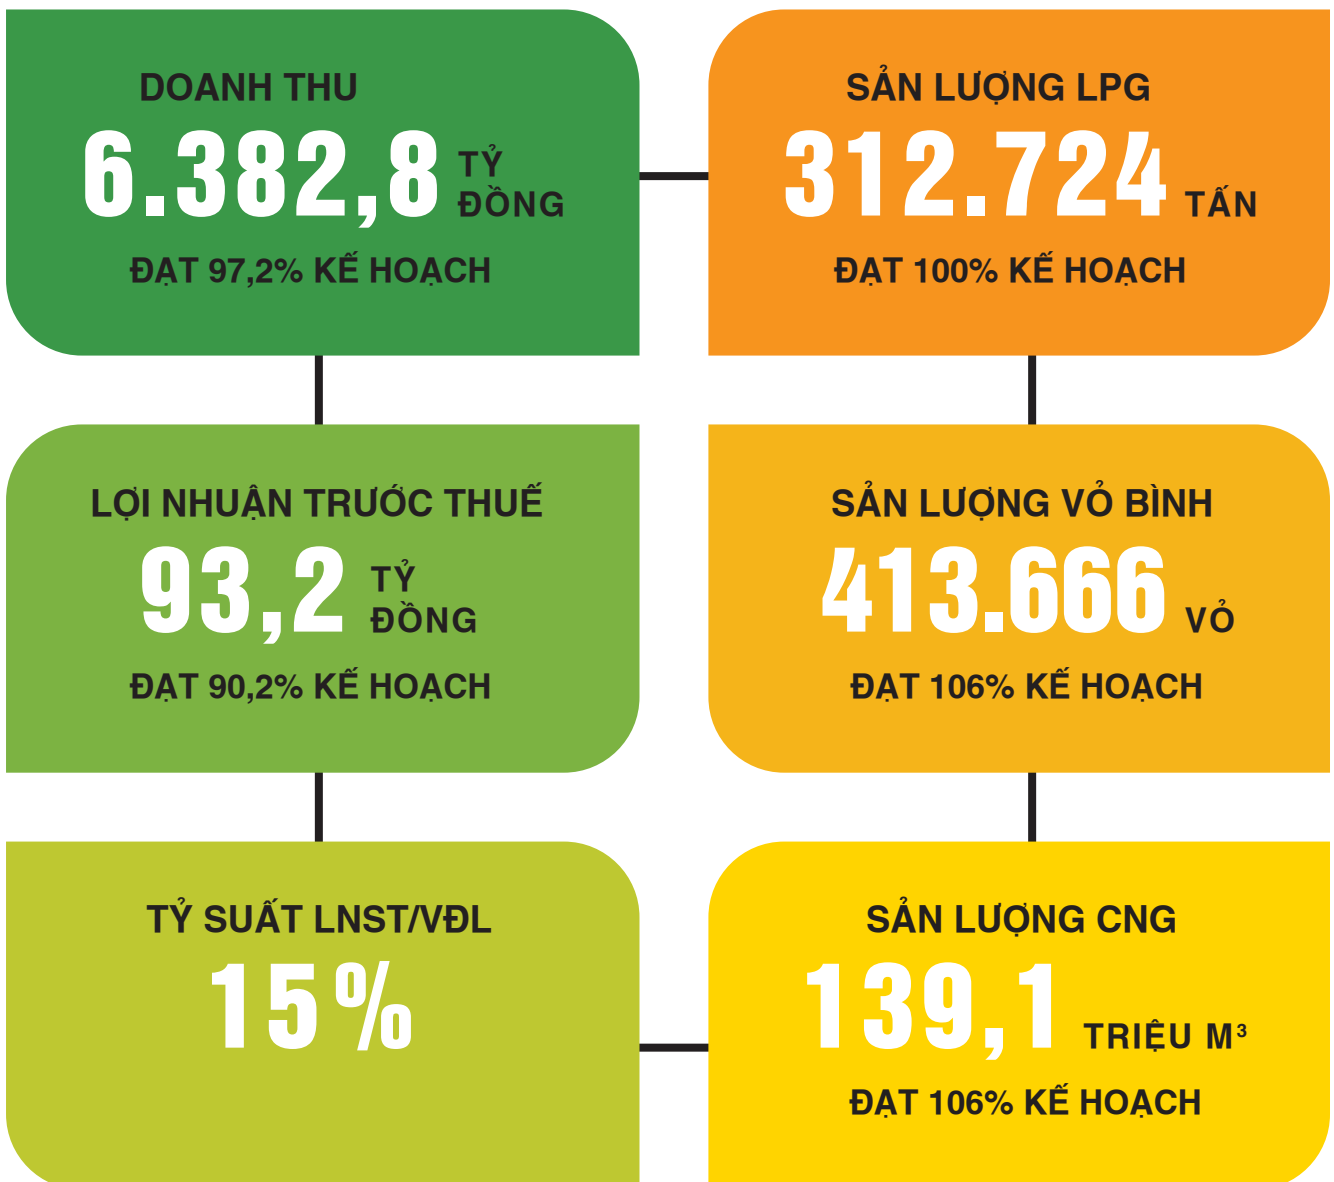 DOANH THU
6.382,8 TỶ ĐỒNG
ĐẠT 97,2% KẾ HOẠCH
SẢN LƯỢNG LPG
312.724 TẤN
ĐẠT 100% KẾ HOẠCH
LỢI NHUẬN TRƯỚC THUẾ
93,2 TỶ ĐỒNG
ĐẠT 90,2% KẾ HOẠCH
SẢN LƯỢNG VỎ BÌNH
413.666 VỎ
ĐẠT 106% KẾ HOẠCH
TỶ SUẤT LNST/VĐL
15%
SẢN LƯỢNG CNG
139,1 TRIỆU M³
ĐẠT 106% KẾ HOẠCH